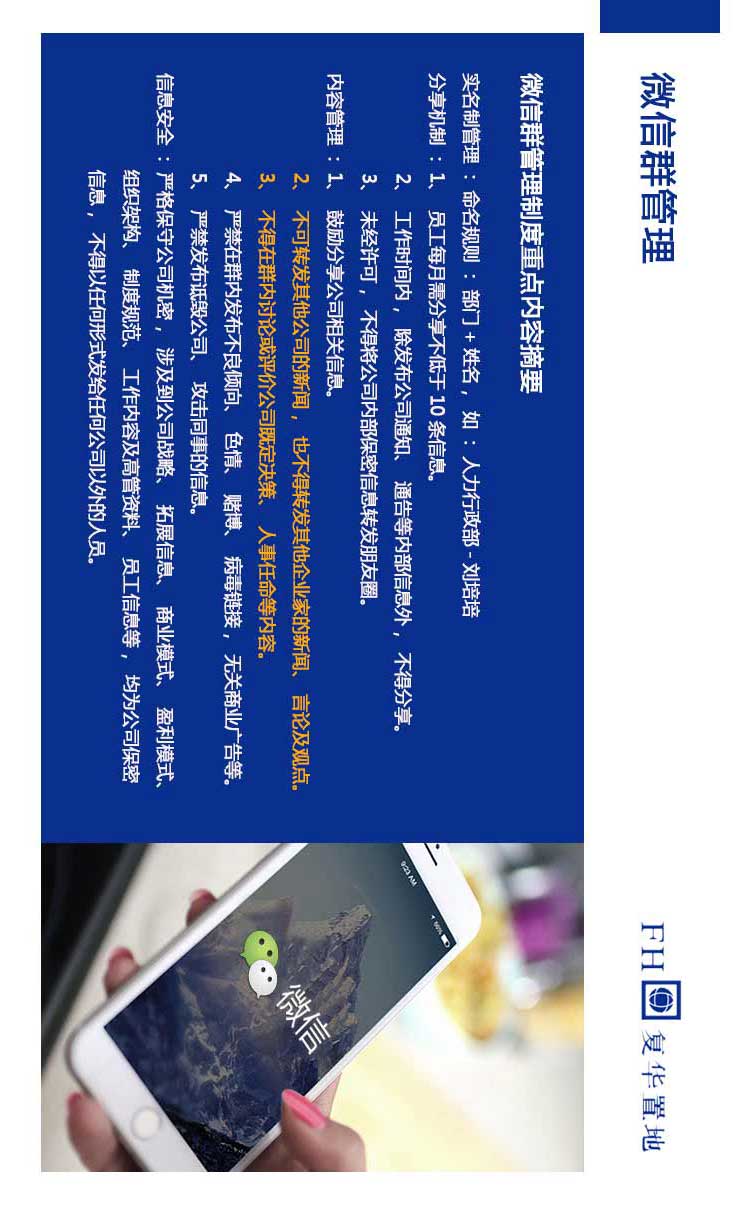 微信群管理
FH 复华置地
微信群管理制度重点内容摘要
实名制管理：命名规则：部门+姓名，如：人力行政部-刘培培
分享机制：1、员工每月需分享不低于10条信息。
2、工作时间内，除发布公司通知、通告等内部信息外，不得分享。
3、未经许可，不得将公司内部保密信息转发朋友圈。
内容管理：1、鼓励分享公司相关信息。
2、不可转发其他公司的新闻，也不得转发其他企业家的新闻、言论及观点。
3、不得在群内讨论或评价公司既定决策、人事任命等内容。
4、严禁在群内发布不良倾向、色情、赌博、病毒链接，无关商业广告等。
5、严禁发布诋毁公司、攻击同事的信息。
信息安全：严格保守公司机密，涉及到公司战略、拓展信息、商业模式、盈利模式、
组织架构、制度规范、工作内容及高管资料、员工信息等，均为公司保密
信息，不得以任何形式发给任何公司以外的人员。
9:23 AM
60%
微信